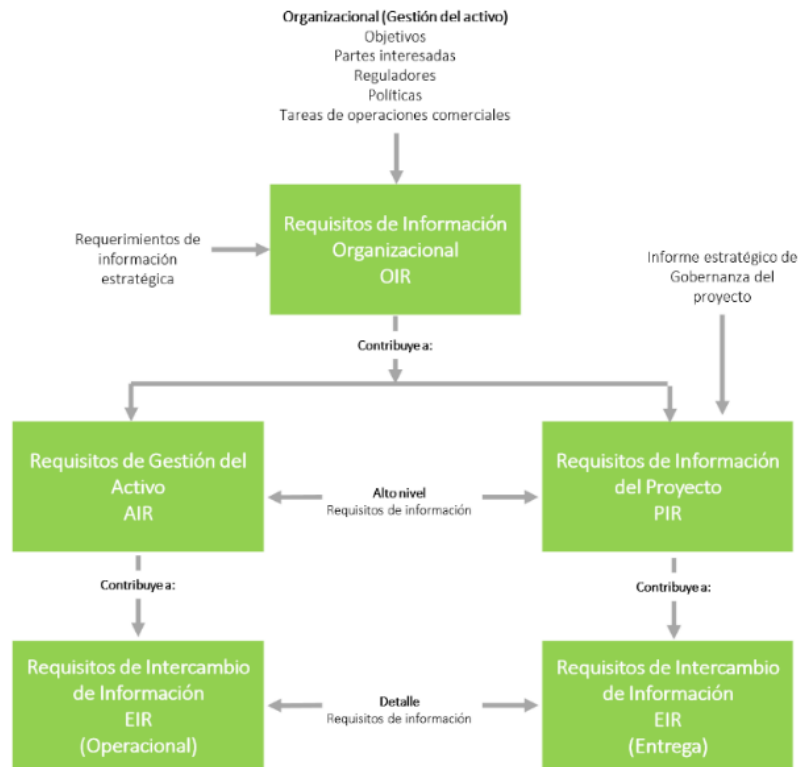 Organizacional (Gestión del activo)
Objetivos
Partes interesadas
Reguladores
Políticas
Tareas de operaciones comerciales
Requisitos de Información
Organizacional
OIR
Requerimientos de
información
estratégica
Informe estratégico de
Gobernanza del
proyecto
Contribuye a:
Requisitos de Gestión del
Activo
AIR
Alto nivel
Requisitos de información
Requisitos de Información
del Proyecto
PIR
Contribuye a:
Contribuye a:
Requisitos de Intercambio
de Información
EIR
(Operacional)
Detalle
Requisitos de información
Requisitos de Intercambio
de Información
EIR
(Entrega)